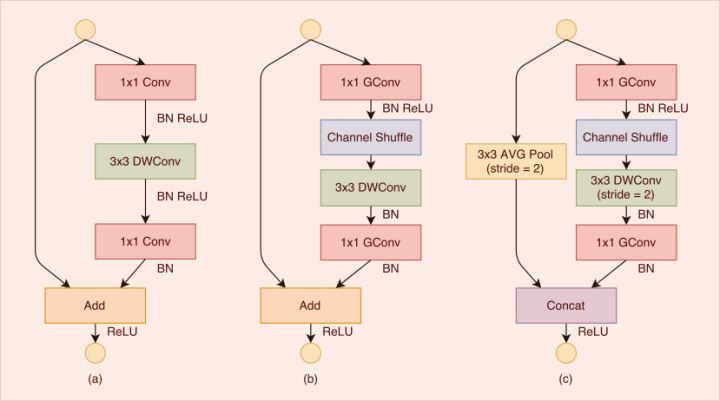 1x1 Conv
BN ReLU
3x3 DWConv
BN ReLU
1x1 Conv
BN
Add
ReLU
(a)
1x1 GConv
BN ReLU
Channel Shuffle
3x3 DWConv
BN
1x1 GConv
BN
Add
ReLU
(b)
1x1 GConv
BN ReLU
Channel Shuffle
3x3 AVG Pool
(stride = 2)
3x3 DWConv
(stride = 2)
BN
1x1 GConv
BN
Concat
ReLU
(c)